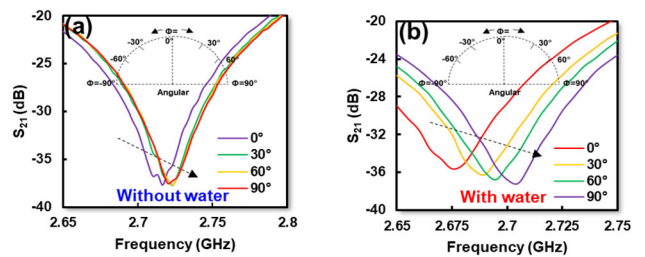 (a)
Φ=
0°
-30°
30°
-60°
60°
Φ=-90°
Φ=90°
Angular
S21 (dB)
-20
-25
-30
-35
-40
0°
30°
60°
90°
Without water
2.65
2.7
2.75
2.8
Frequency (GHz)
(b)
Φ=
0°
-30°
30°
-60°
60°
Φ=-90°
Φ=90°
Angular
S21 (dB)
-20
-24
-28
-32
-36
-40
0°
30°
60°
90°
With water
2.65
2.675
2.7
2.725
2.75
Frequency (GHz)